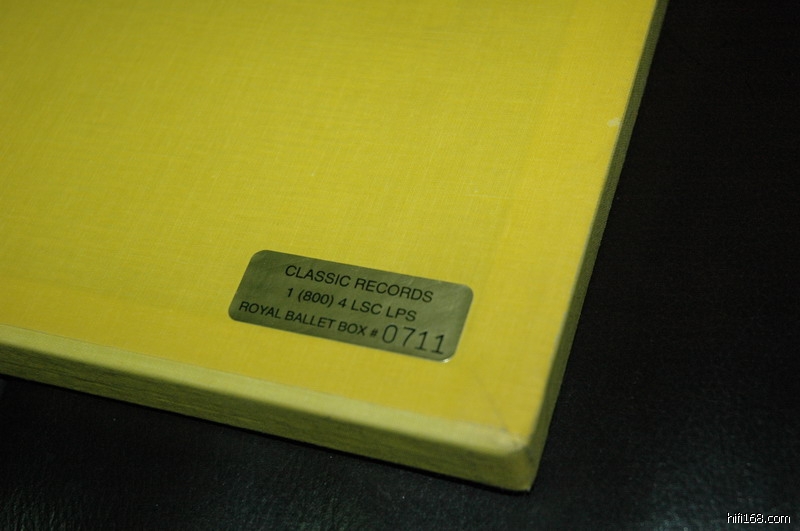 CLASSIC RECORDS
1 (800) 4 LSC LPS
ROYAL BALLET BOX # 0711
hifi168.com